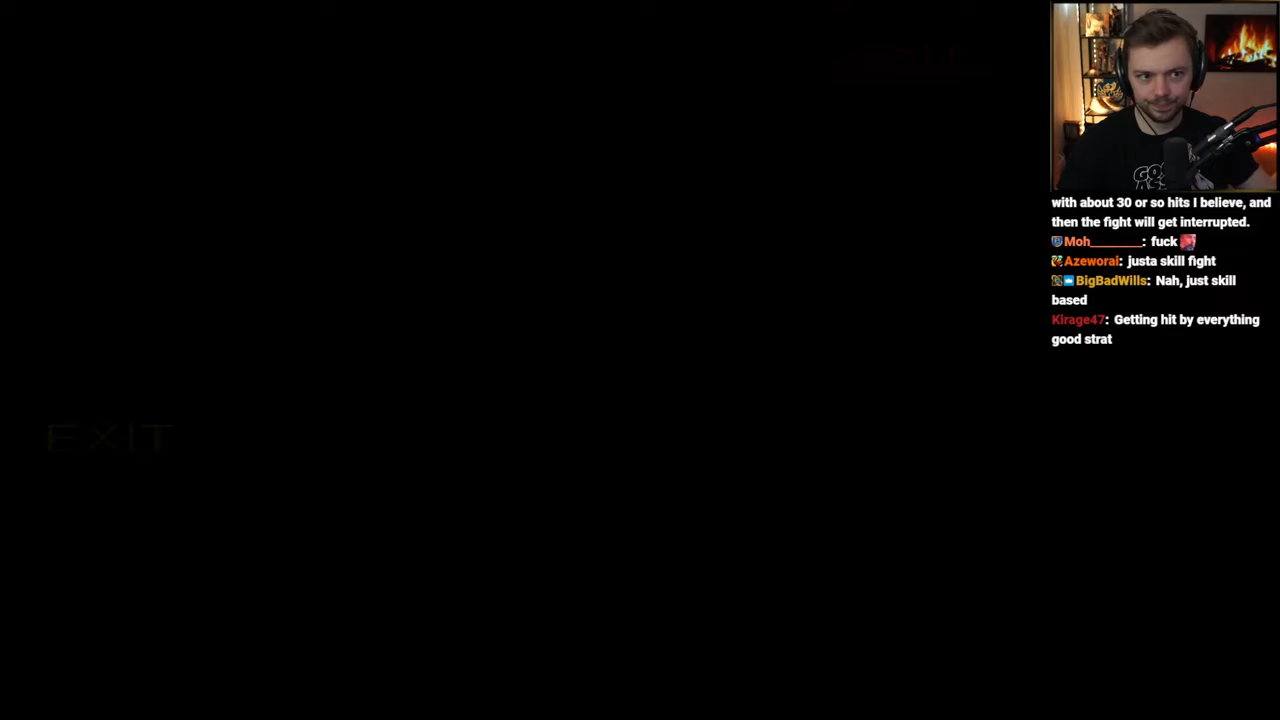 with about 30 or so hits I believe, and
then the fight will get interrupted.
Moh_________: fuck
Azeworai: justa skill fight
BigBadWills: Nah, just skill
based
Kirage47: Getting hit by everything
good strat
EXIT